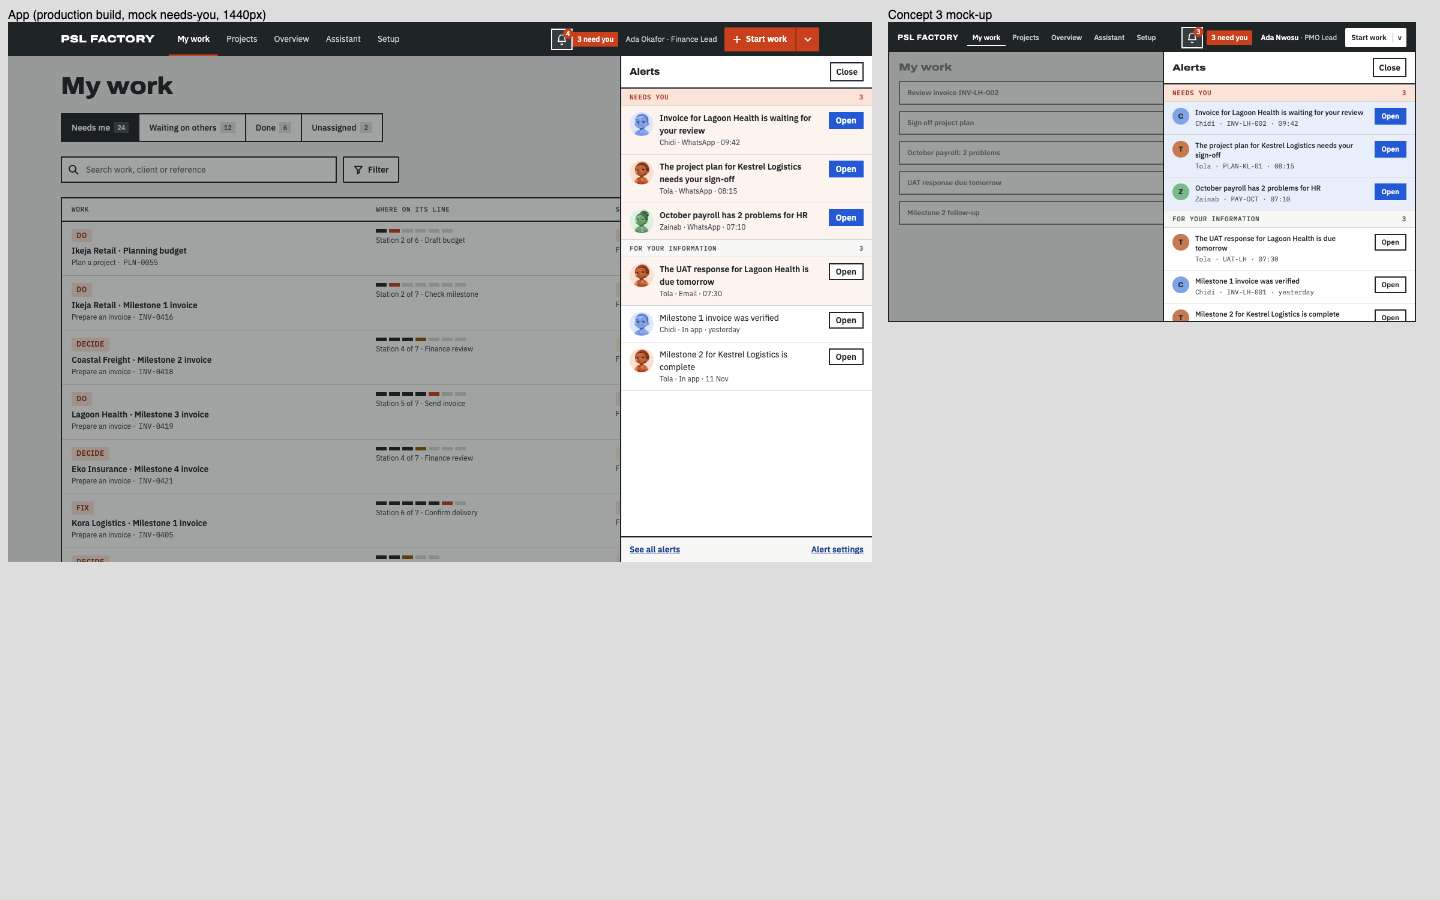 App (production build, mock needs-you, 1440px)
PSL FACTORY
My work
Projects
Overview
Assistant
Setup
4
3 need you
Ada Okafor · Finance Lead
+ Start work
My work
Needs me 24
Waiting on others 12
Done 6
Unassigned 2
Search work, client or reference
Filter
WORK
WHERE ON ITS LINE
S
DO
Ikeja Retail · Planning budget
Plan a project · PLN-0055
Station 2 of 6 · Draft budget
DO
Ikeja Retail · Milestone 1 invoice
Prepare an invoice · INV-0416
Station 2 of 7 · Check milestone
F
DECIDE
Coastal Freight · Milestone 2 invoice
Prepare an invoice · INV-0418
Station 4 of 7 · Finance review
F
DO
Lagoon Health · Milestone 3 invoice
Prepare an invoice · INV-0419
Station 5 of 7 · Send invoice
F
DECIDE
Eko Insurance · Milestone 4 invoice
Prepare an invoice · INV-0421
Station 4 of 7 · Finance review
F
FIX
Kora Logistics · Milestone 1 invoice
Prepare an invoice · INV-0405
Station 6 of 7 · Confirm delivery
F
DECIDE
Alerts
Close
NEEDS YOU
3
Invoice for Lagoon Health is waiting for
your review
Chidi · WhatsApp · 09:42
Open
The project plan for Kestrel Logistics
needs your sign-off
Tola · WhatsApp · 08:15
Open
October payroll has 2 problems for HR
Zainab · WhatsApp · 07:10
Open
FOR YOUR INFORMATION
3
The UAT response for Lagoon Health is
due tomorrow
Tola · Email · 07:30
Open
Milestone 1 invoice was verified
Chidi · In app · yesterday
Open
Milestone 2 for Kestrel Logistics is
complete
Tola · In app · 11 Nov
Open
See all alerts
Alert settings
Concept 3 mock-up
PSL FACTORY
My work
Projects
Overview
Assistant
Setup
3
3 need you
Ada Nwosu · PMO Lead
Start work
v
My work
Review invoice INV-LH-002
Sign off project plan
October payroll: 2 problems
UAT response due tomorrow
Milestone 2 follow-up
Alerts
Close
NEEDS YOU
3
C
Invoice for Lagoon Health is waiting for your review
Chidi · INV-LH-002 · 09:42
Open
T
The project plan for Kestrel Logistics needs your
sign-off
Tola · PLAN-KL-01 · 08:15
Open
Z
October payroll has 2 problems for HR
Zainab · PAY-OCT · 07:10
Open
FOR YOUR INFORMATION
3
T
The UAT response for Lagoon Health is due
tomorrow
Tola · UAT-LH · 07:30
Open
C
Milestone 1 invoice was verified
Chidi · INV-LH-001 · yesterday
Open
T
Milestone 2 for Kestrel Logistics is complete
Open